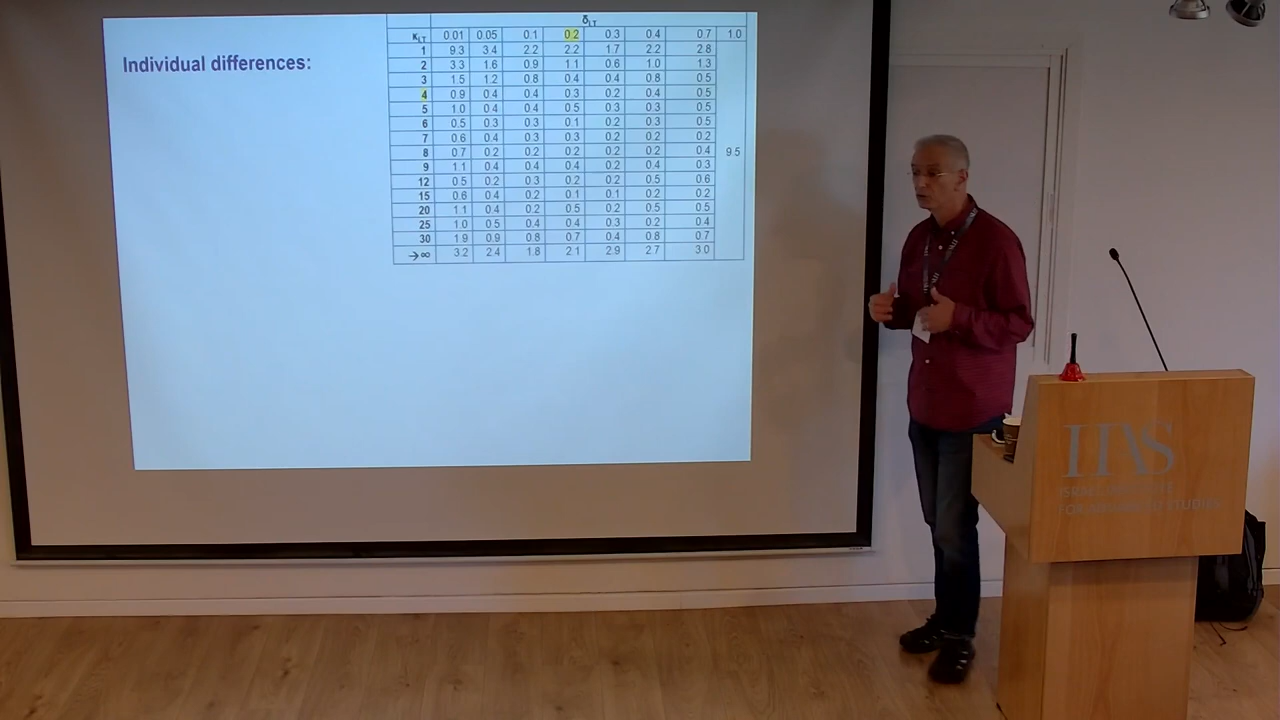 Individual differences:
δLT
κLT 0.01 0.05 0.1 0.2 0.3 0.4 0.7 1.0
1 9.3 3.4 2.2 2.2 1.7 2.2 2.8
2 3.3 1.6 0.9 1.1 0.6 1.0 1.3
3 1.5 1.2 0.8 0.4 0.4 0.8 0.5
4 0.9 0.4 0.4 0.3 0.2 0.4 0.5
5 1.0 0.4 0.4 0.5 0.3 0.3 0.5
6 0.5 0.3 0.3 0.1 0.2 0.3 0.5
7 0.6 0.4 0.3 0.3 0.2 0.2 0.2
8 0.7 0.2 0.2 0.2 0.2 0.2 0.4 9.5
9 1.1 0.4 0.4 0.4 0.2 0.4 0.3
12 0.5 0.2 0.3 0.2 0.2 0.5 0.6
15 0.6 0.4 0.2 0.1 0.1 0.2 0.2
20 1.1 0.4 0.2 0.5 0.2 0.5 0.5
25 1.0 0.5 0.4 0.4 0.3 0.2 0.4
30 1.9 0.9 0.8 0.7 0.4 0.8 0.7
→∞ 3.2 2.4 1.8 2.1 2.9 2.7 3.0
IIAS
ISRAEL INSTITUTE
FOR ADVANCED STUDIES